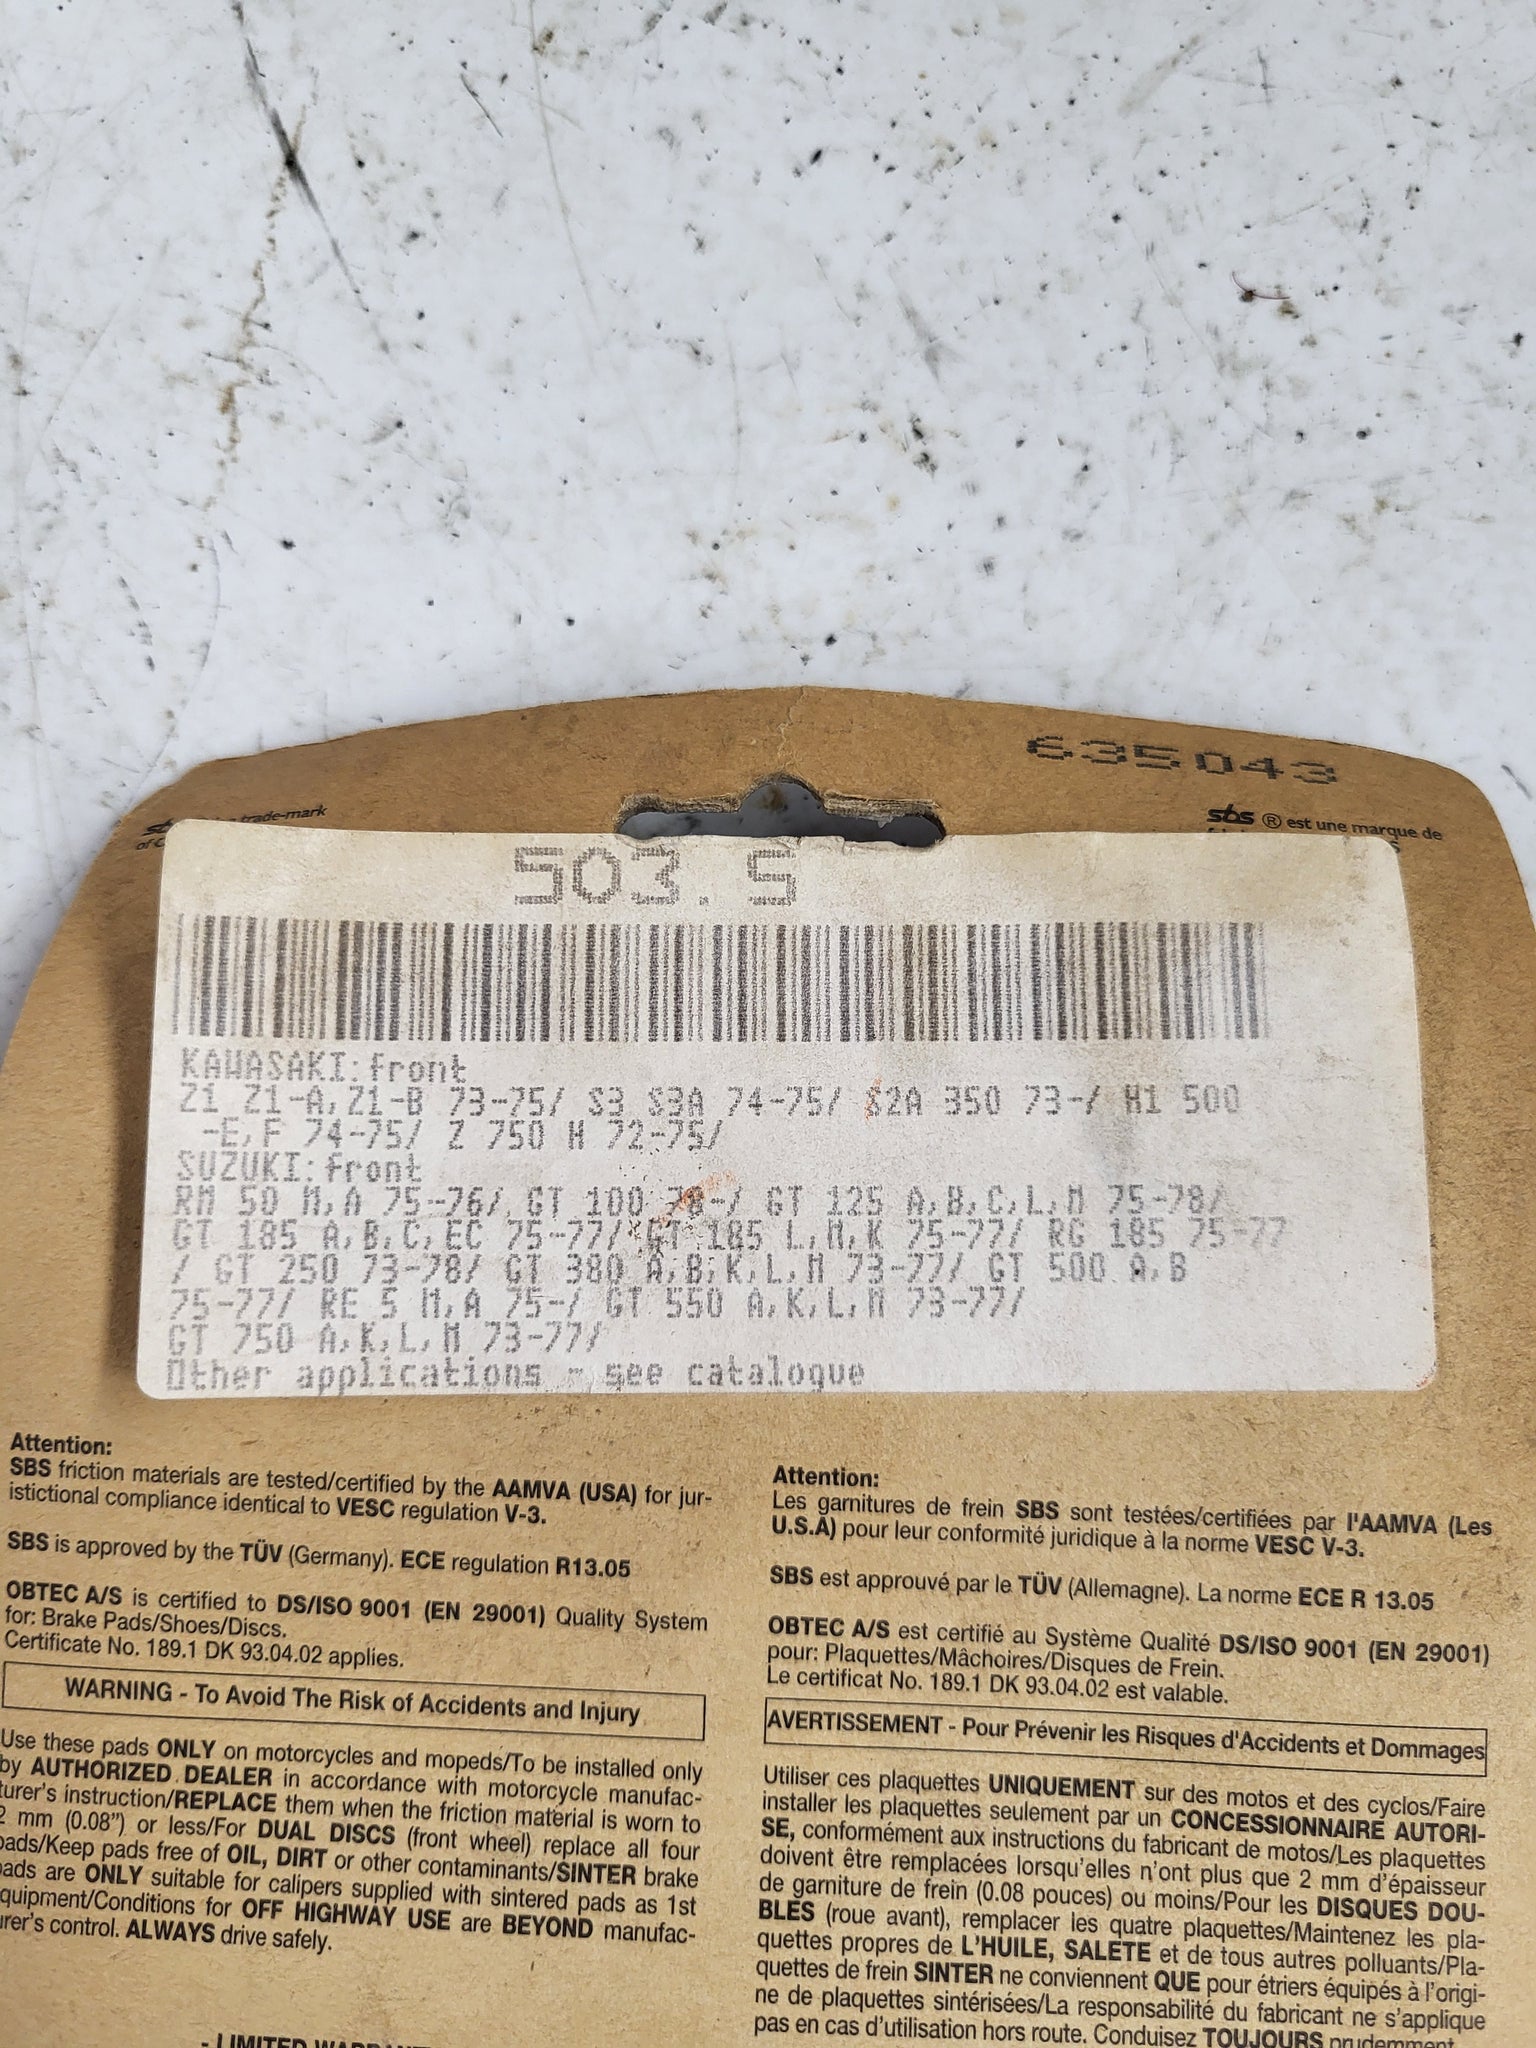 635043
trade-mark
of
sbs ® est une marque de
503.S
KAWASAKI:front
Z1 Z1-A,Z1-B 73-75/ S3 S3A 74-75/ S2A 350 73-/ H1 500
-E,F 74-75/ Z 750 H 72-75/
SUZUKI:front
RM 50 M,A 75-76/ GT 100 78-/ GT 125 A,B,C,L,M 75-78/
GT 185 A,B,C,EC 75-77/ GT 185 L,M,K 75-77/ RG 185 75-77
/ GT 250 73-78/ GT 380 A,B,K,L,M 73-77/ GT 500 A,B
75-77/ RE 5 M,A 75-/ GT 550 A,K,L,M 73-77/
GT 750 A,K,L,M 73-77/
Other applications - see catalogue
Attention:
SBS friction materials are tested/certified by the AAMVA (USA) for jur-
istictional compliance identical to VESC regulation V-3.
SBS is approved by the TÜV (Germany). ECE regulation R13.05
OBTEC A/S is certified to DS/ISO 9001 (EN 29001) Quality System
for: Brake Pads/Shoes/Discs.
Certificate No. 189.1 DK 93.04.02 applies.
WARNING - To Avoid The Risk of Accidents and Injury
Use these pads ONLY on motorcycles and mopeds/To be installed only
by AUTHORIZED DEALER in accordance with motorcycle manufac-
turer's instruction/REPLACE them when the friction material is worn to
2 mm (0.08") or less/For DUAL DISCS (front wheel) replace all four
pads/Keep pads free of OIL, DIRT or other contaminants/SINTER brake
pads are ONLY suitable for calipers supplied with sintered pads as 1st
equipment/Conditions for OFF HIGHWAY USE are BEYOND manufac-
urer's control. ALWAYS drive safely.
- LIMITED
Attention:
Les garnitures de frein SBS sont testées/certifiées par l'AAMVA (Les
U.S.A) pour leur conformité juridique à la norme VESC V-3.
SBS est approuvé par le TÜV (Allemagne). La norme ECE R 13.05
OBTEC A/S est certifié au Système Qualité DS/ISO 9001 (EN 29001)
pour: Plaquettes/Mâchoires/Disques de Frein.
Le certificat No. 189.1 DK 93.04.02 est valable.
AVERTISSEMENT - Pour Prévenir les Risques d'Accidents et Dommages
Utiliser ces plaquettes UNIQUEMENT sur des motos et des cyclos/Faire
installer les plaquettes seulement par un CONCESSIONNAIRE AUTORI-
SE, conformément aux instructions du fabricant de motos/Les plaquettes
doivent être remplacées lorsqu'elles n'ont plus que 2 mm d'épaisseur
de garniture de frein (0.08 pouces) ou moins/Pour les DISQUES DOU-
BLES (roue avant), remplacer les quatre plaquettes/Maintenez les pla-
quettes propres de L'HUILE, SALETE et de tous autres polluants/Pla-
quettes de frein SINTER ne conviennent QUE pour étriers équipés à l'origi-
ne de plaquettes sintérisées/La responsabilité du fabricant ne s'applique
pas en cas d'utilisation hors route. Conduisez TOUJOURS prudemment